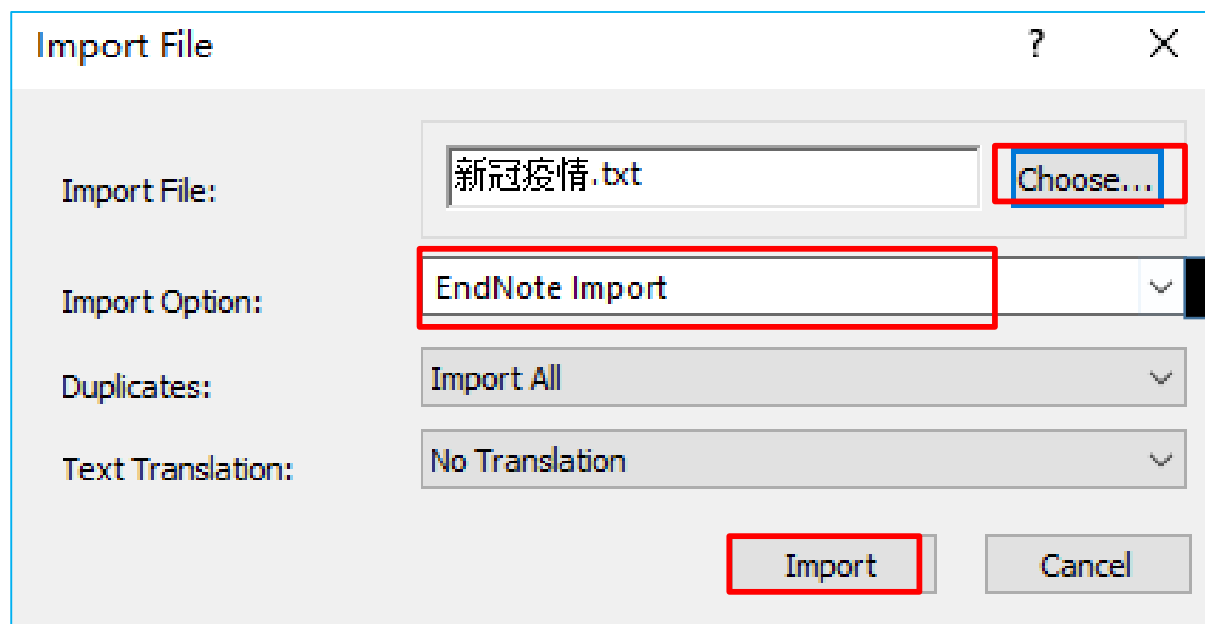 Import File
?
Import File:
新冠疫情.txt
Choose...
Import Option:
EndNote Import
Duplicates:
Import All
Text Translation:
No Translation
Import
Cancel